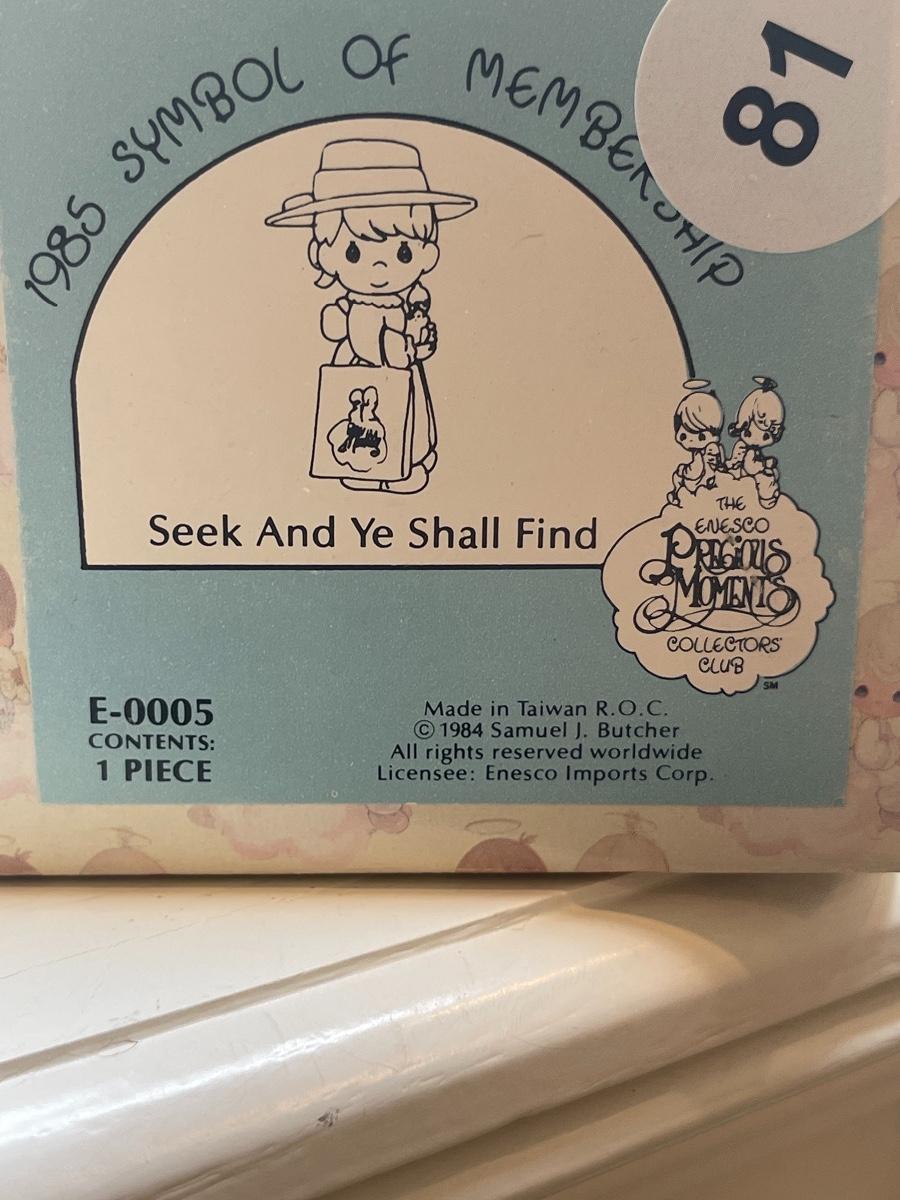 1985 SYMBOL OF MEMBERSHIP
81
Seek And Ye Shall Find
THE
ENESCO
PRECIOUS
MOMENTS
COLLECTORS'
CLUB
SM
E-0005
CONTENTS:
1 PIECE
Made in Taiwan R.O.C.
© 1984 Samuel J. Butcher
All rights reserved worldwide
Licensee: Enesco Imports Corp.